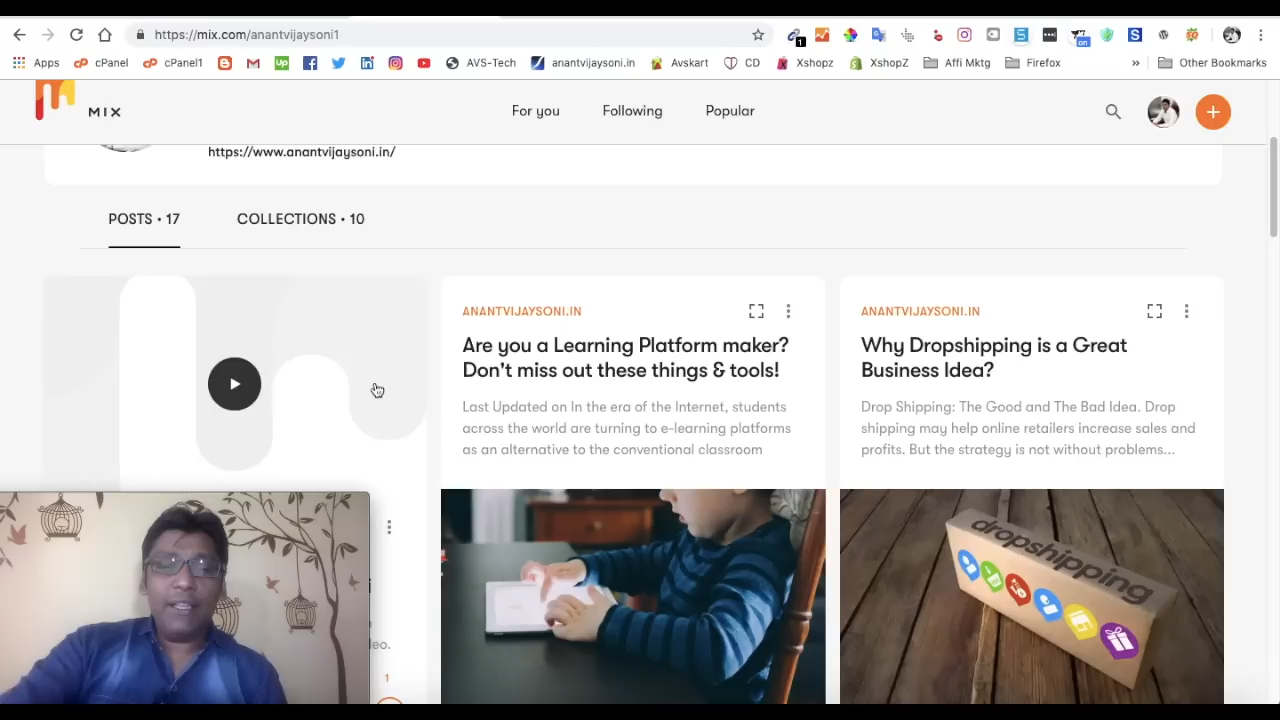 https://mix.com/anantvijaysoni1
1
on
Apps
cPanel
cPanel1
AVS-Tech
anantvijaysoni.in
Avskart
CD
Xshopz
XshopZ
Affi Mktg
Firefox
»
Other Bookmarks
MIX
For you
Following
Popular
https://www.anantvijaysoni.in/
POSTS • 17
COLLECTIONS • 10
ANANTVIJAYSONI.IN
Are you a Learning Platform maker?
Don't miss out these things & tools!
Last Updated on In the era of the Internet, students
across the world are turning to e-learning platforms
as an alternative to the conventional classroom
ANANTVIJAYSONI.IN
Why Dropshipping is a Great
Business Idea?
Drop Shipping: The Good and The Bad Idea. Drop
shipping may help online retailers increase sales and
profits. But the strategy is not without problems...
dropshipping
deo.
1